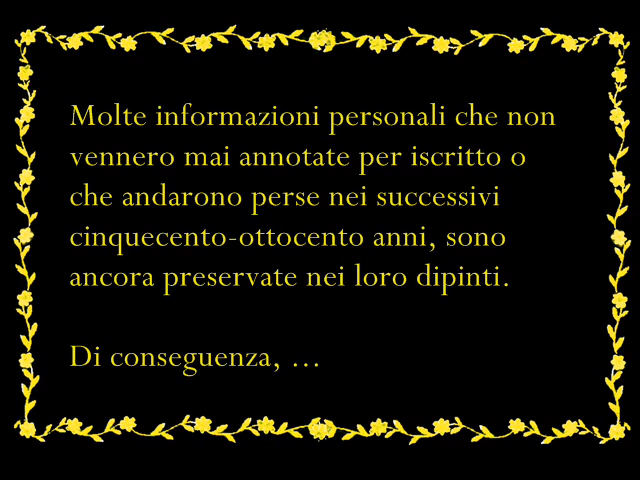 Molte informazioni personali che non
vennero mai annotate per iscritto o
che andarono perse nei successivi
cinquecento-ottocento anni, sono
ancora preservate nei loro dipinti.
Di conseguenza, ...